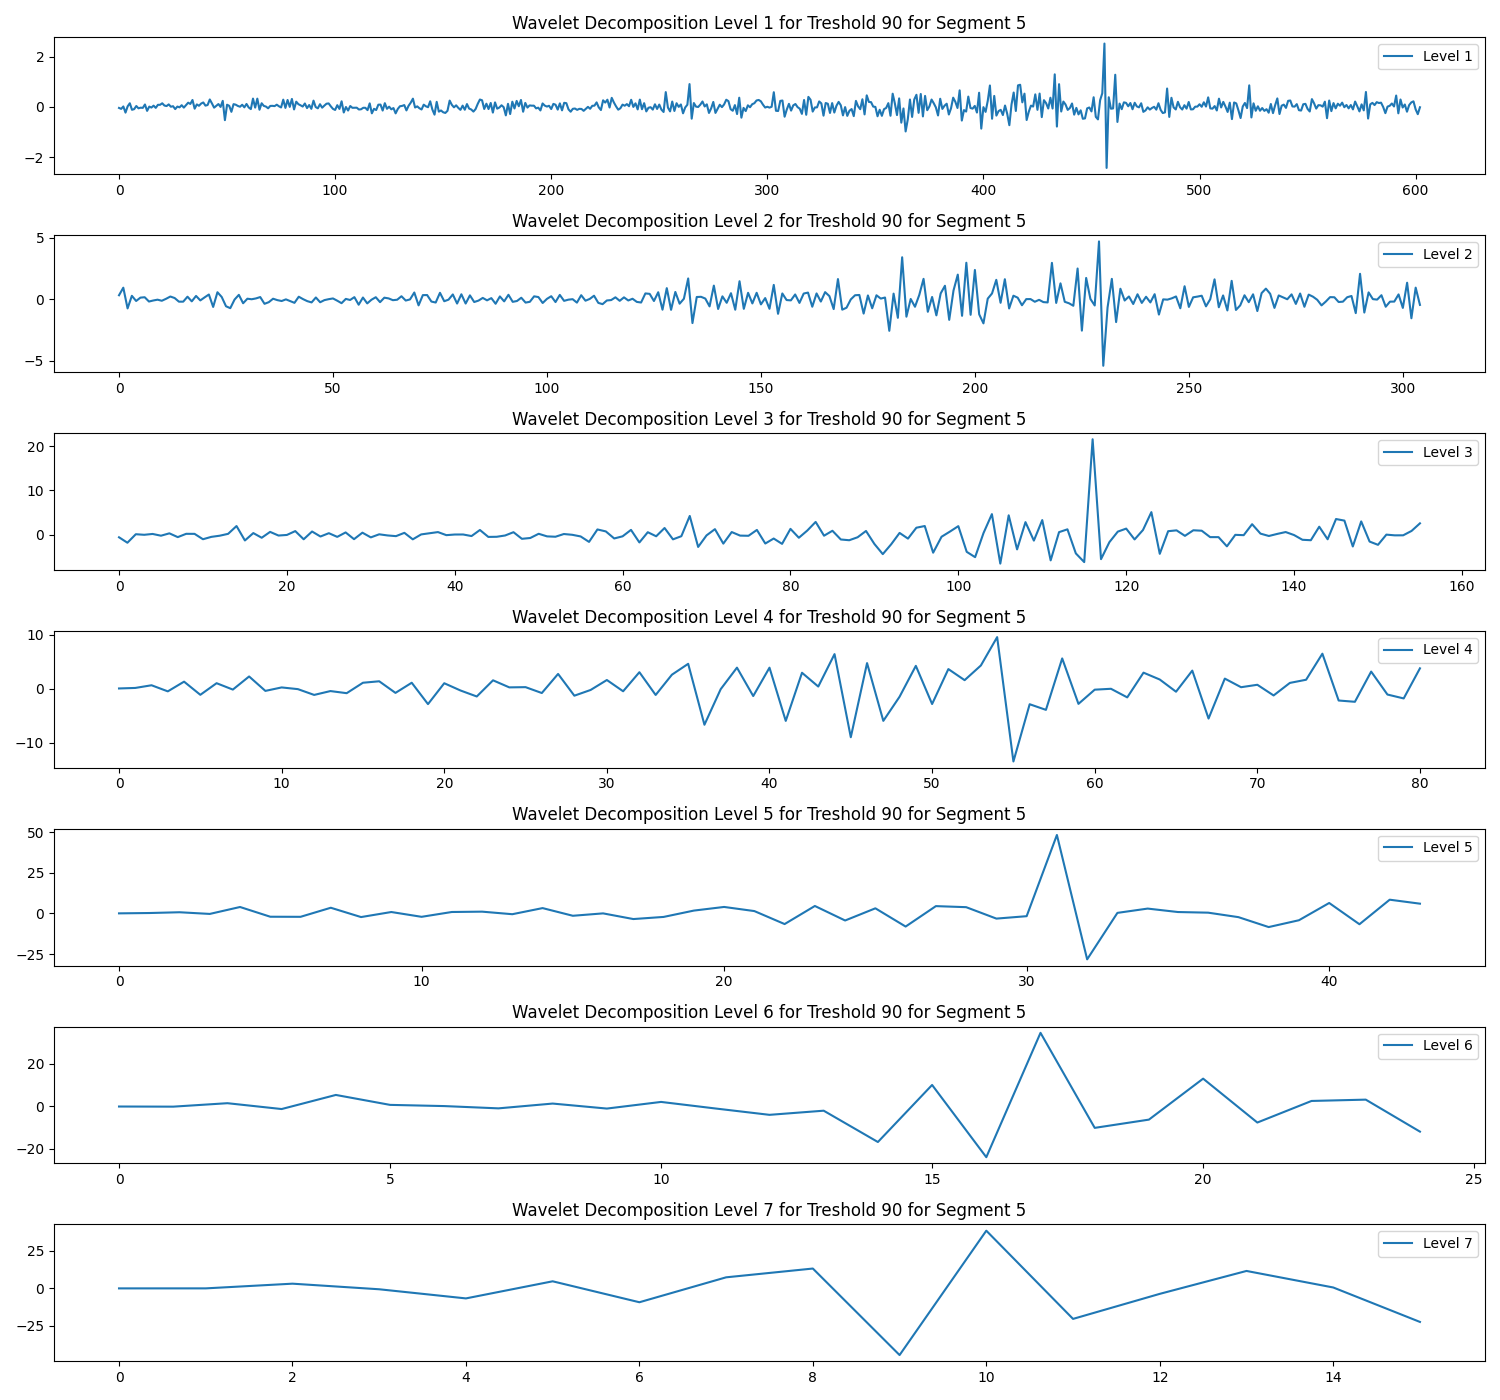 Wavelet Decomposition Level 1 for Treshold 90 for Segment 5
2
0
−2
Level 1
0 100 200 300 400 500 600
Wavelet Decomposition Level 2 for Treshold 90 for Segment 5
5
0
−5
Level 2
0 50 100 150 200 250 300
Wavelet Decomposition Level 3 for Treshold 90 for Segment 5
20
10
0
Level 3
0 20 40 60 80 100 120 140 160
Wavelet Decomposition Level 4 for Treshold 90 for Segment 5
10
0
−10
Level 4
0 10 20 30 40 50 60 70 80
Wavelet Decomposition Level 5 for Treshold 90 for Segment 5
50
25
0
−25
Level 5
0 10 20 30 40
Wavelet Decomposition Level 6 for Treshold 90 for Segment 5
20
0
−20
Level 6
0 5 10 15 20 25
Wavelet Decomposition Level 7 for Treshold 90 for Segment 5
25
0
−25
Level 7
0 2 4 6 8 10 12 14